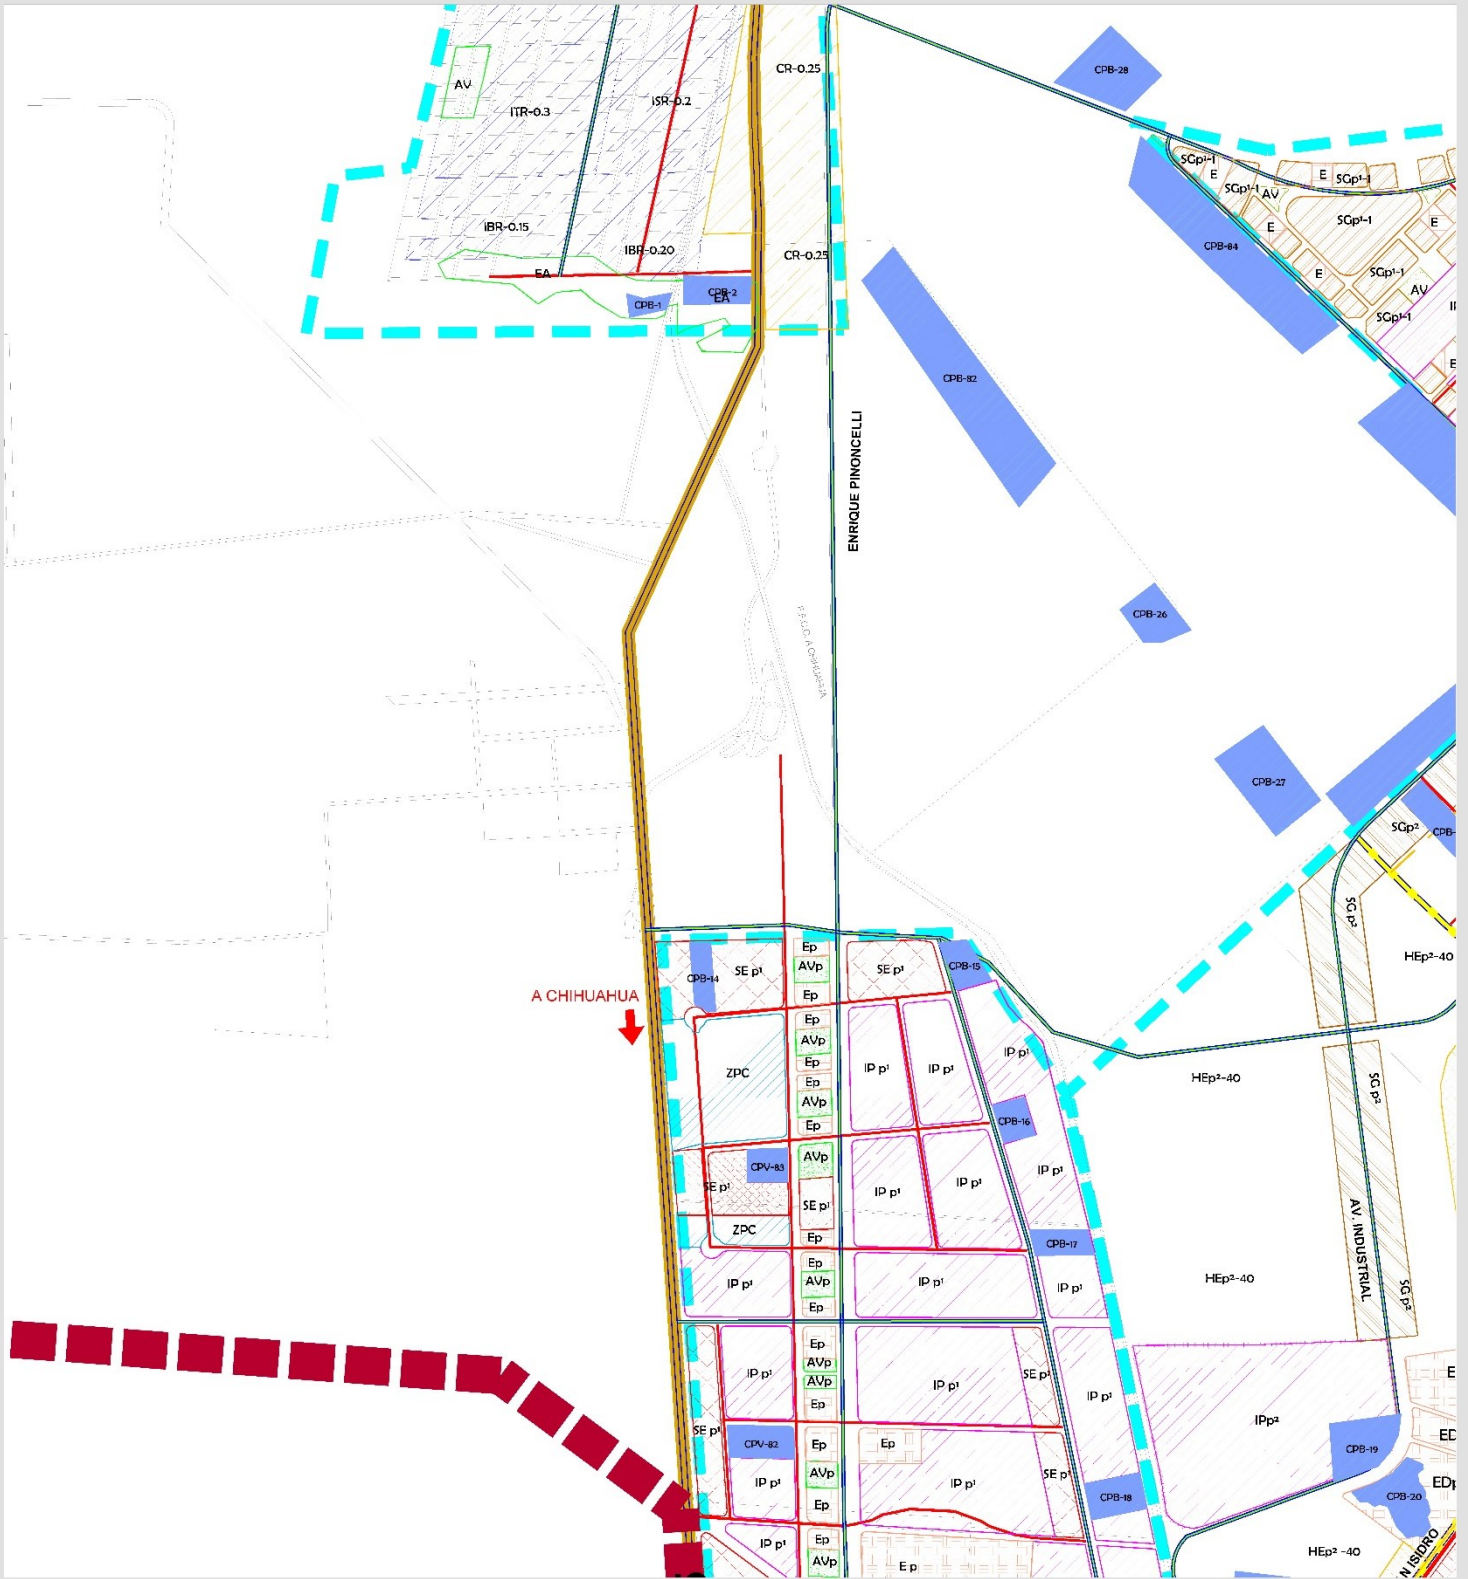 CPB-28
CR-0.25
AV
ITR-0.3
ISR-0.2
SGp¹-1
E
E
SGp¹-1
SGp¹-1
AV
SGp¹-1
E
E
IBR-0.15
IBR-0.20
CPB-84
CR-0.25
EA
E
SGp¹-1
AV
CPB-2
EA
CPB-1
SGp¹-1
CPB-82
ENRIQUE PINONCELLI
CPB-26
F.F.C.C. A CHIHUAHUA
CPB-27
SGp²
SG p²
HEp²-40
Ep
AVp
SE p¹
SE p¹
CPB-15
CPB-14
Ep
A CHIHUAHUA
Ep
AVp
IP p¹
Ep
IP p¹
IP p¹
ZPC
HEp²-40
Ep
SG p²
AVp
CPB-16
Ep
AVp
CPV-83
IP p¹
IP p¹
SE p¹
IP p¹
SE p¹
ZPC
Ep
CPB-17
AV. INDUSTRIAL
Ep
IP p¹
AVp
IP p¹
IP p¹
HEp²-40
SG p²
Ep
Ep
AVp
IP p¹
SE p¹
AVp
IP p¹
IP p¹
Ep
IPp²
SE p¹
CPV-82
Ep
Ep
CPB-19
AVp
SE p¹
IP p¹
IP p¹
CPB-18
CPB-20
Ep
IP p¹
Ep
HEp² -40
AVp
E p
N ISIDRO